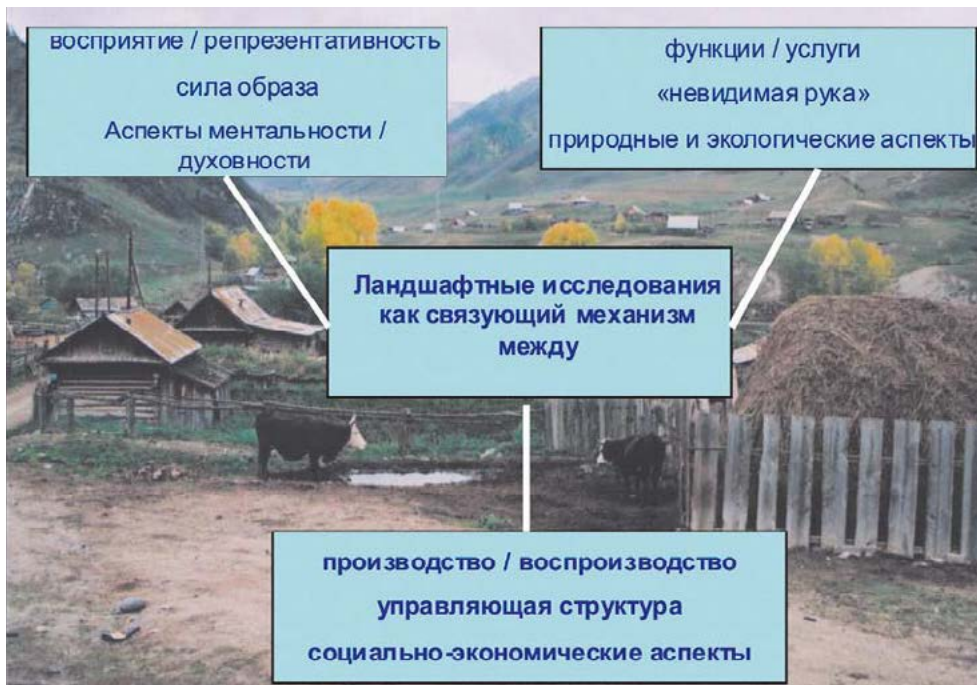 восприятие / репрезентативность
сила образа
Аспекты ментальности /
духовности
функции / услуги
«невидимая рука»
природные и экологические аспекты
Ландшафтные исследования
как связующий механизм
между
производство / воспроизводство
управляющая структура
социально-экономические аспекты